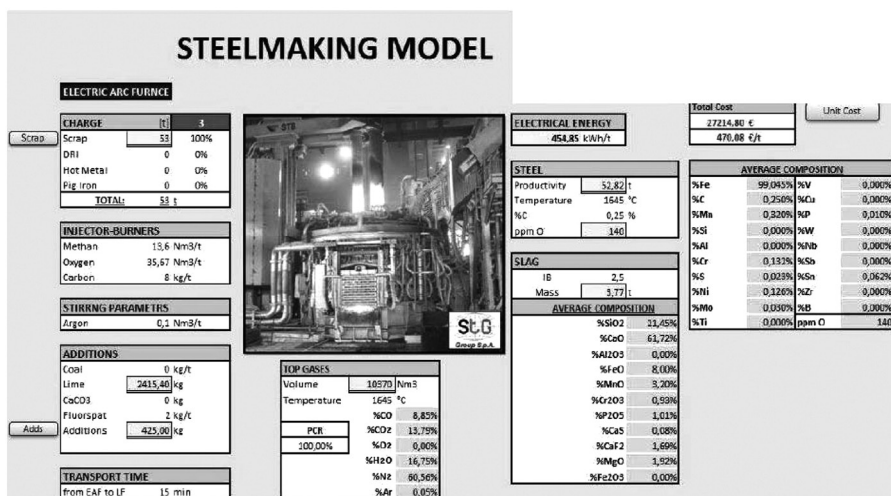 STEELMAKING MODEL
ELECTRIC ARC FURNCE
CHARGE [t] 3
Scrap
Scrap 53 100%
DRI 0 0%
Hot Metal 0 0%
Pig Iron 0 0%
TOTAL: 53 t
INJECTOR-BURNERS
Methan 13,6 Nm3/t
Oxygen 35,67 Nm3/t
Carbon 8 kg/t
STIRRNG PARAMETRS
Argon 0,1 Nm3/t
ADDITIONS
Coal 0 kg/t
Lime 2415,40 kg
CaCO3 0 kg
Fluorspat 2 kg/t
Adds
Additions 425,00 kg
TRANSPORT TIME
from EAF to LF 15 min
StG
Group S.p.A.
TOP GASES
Volume 10370 Nm3
Temperature 1645 °C
%CO 8,85%
PCR %CO2 13,79%
100,00% %O2 0,00%
%H2O 16,75%
%N2 60,56%
%Ar 0,05%
ELECTRICAL ENERGY
454,85 kWh/t
STEEL
Productivity 52,82 t
Temperature 1645 °C
%C 0,25 %
ppm O 140
SLAG
IB 2,5
Mass 3,77 t
AVERAGE COMPOSITION
%SiO2 21,45%
%CaO 61,72%
%Al2O3 0,00%
%FeO 8,00%
%MnO 3,20%
%Cr2O3 0,93%
%P2O5 1,01%
%CaS 0,08%
%CaF2 1,69%
%MgO 1,92%
%Fe2O3 0,00%
Total Cost
27214.80 €
470.08 €/t
Unit Cost
AVERAGE COMPOSITION
%Fe 99,045% %V 0,000%
%C 0,250% %Cu 0,000%
%Mn 0,320% %P 0,010%
%Si 0,000% %W 0,000%
%Al 0,000% %Nb 0,000%
%Cr 0,132% %Sb 0,000%
%S 0,023% %Sn 0,062%
%Ni 0,126% %Zr 0,000%
%Mo 0,030% %B 0,000%
%Ti 0,000% ppm O 140